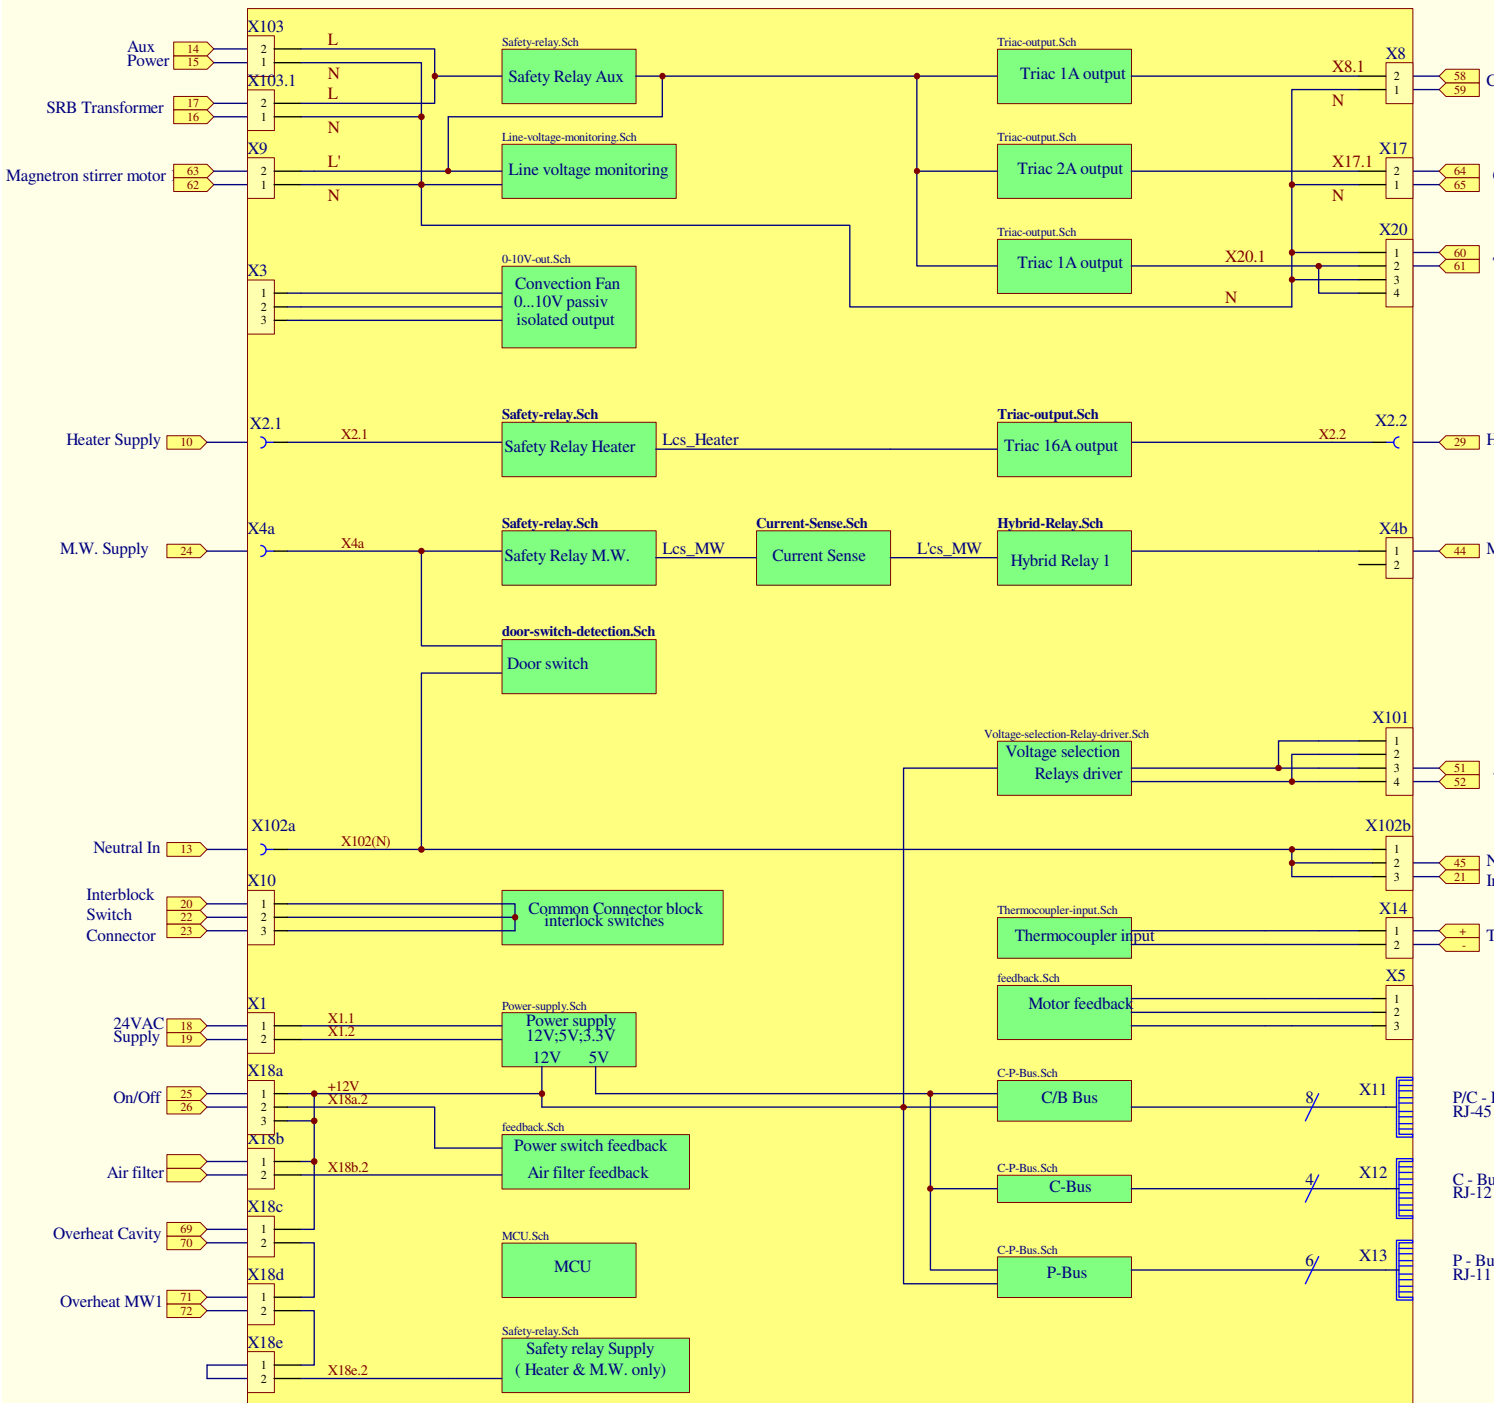 X103
Aux
Power
14
15
2
1
L
N
Safety-relay.Sch
Safety Relay Aux
Triac-output.Sch
Triac 1A output
X8.1
N
X8
2
1
58
59
X103.1
SRB Transformer
17
16
2
1
L
N
X9
Magnetron stirrer motor
63
62
2
1
L'
N
Line-voltage-monitoring.Sch
Line voltage monitoring
Triac-output.Sch
Triac 2A output
X17.1
N
X17
2
1
64
65
Triac-output.Sch
Triac 1A output
X20.1
N
X20
1
2
3
4
60
61
X3
1
2
3
0-10V-out.Sch
Convection Fan
0...10V passiv
isolated output
Heater Supply
10
X2.1
X2.1
Safety-relay.Sch
Safety Relay Heater
Lcs_Heater
Triac-output.Sch
Triac 16A output
X2.2
X2.2
29
M.W. Supply
24
X4a
X4a
Safety-relay.Sch
Safety Relay M.W.
Lcs_MW
Current-Sense.Sch
Current Sense
L'cs_MW
Hybrid-Relay.Sch
Hybrid Relay 1
X4b
1
2
44
door-switch-detection.Sch
Door switch
Voltage-selection-Relay-driver.Sch
Voltage selection
Relays driver
X101
1
2
3
4
51
52
Neutral In
13
X102a
X102(N)
X102b
1
2
3
45
21
Interblock
Switch
Connector
20
22
23
X10
1
2
3
Common Connector block
interlock switches
Thermocoupler-input.Sch
Thermocoupler input
X14
1
2
+
-
feedback.Sch
Motor feedback
X5
1
2
3
24VAC
Supply
18
19
X1
1
2
X1.1
X1.2
Power-supply.Sch
Power supply
12V;5V;3.3V
12V 5V
On/Off
25
26
X18a
1
2
3
+12V
X18a.2
C-P-Bus.Sch
C/B Bus
8
X11
P/C -
RJ-45
feedback.Sch
Power switch feedback
Air filter feedback
Air filter
X18b
1
2
X18b.2
C-P-Bus.Sch
C-Bus
4
X12
C - Bu
RJ-12
Overheat Cavity
69
70
X18c
1
2
MCU.Sch
MCU
C-P-Bus.Sch
P-Bus
6
X13
P - Bu
RJ-11
Overheat MW1
71
72
X18d
1
2
X18e
1
2
X18e.2
Safety-relay.Sch
Safety relay Supply
( Heater & M.W. only)